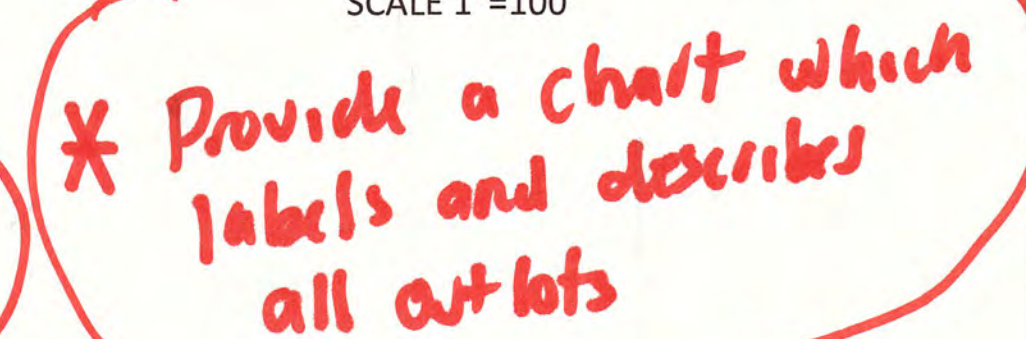 SCALE 1"=100'
* Provide a chart which
labels and describes
all outlots